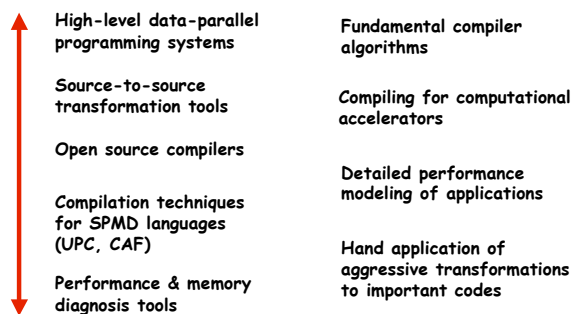 High-level data-parallel
programming systems
Source-to-source
transformation tools
Open source compilers
Compilation techniques
for SPMD languages
(UPC, CAF)
Performance & memory
diagnosis tools
Fundamental compiler
algorithms
Compiling for computational
accelerators
Detailed performance
modeling of applications
Hand application of
aggressive transformations
to important codes